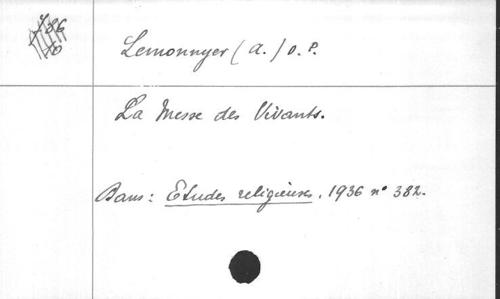 Lemonnyer (A.) O. P.
La Messe des Vivants.
Dans: Etudes religieuses, 1936 n° 382.